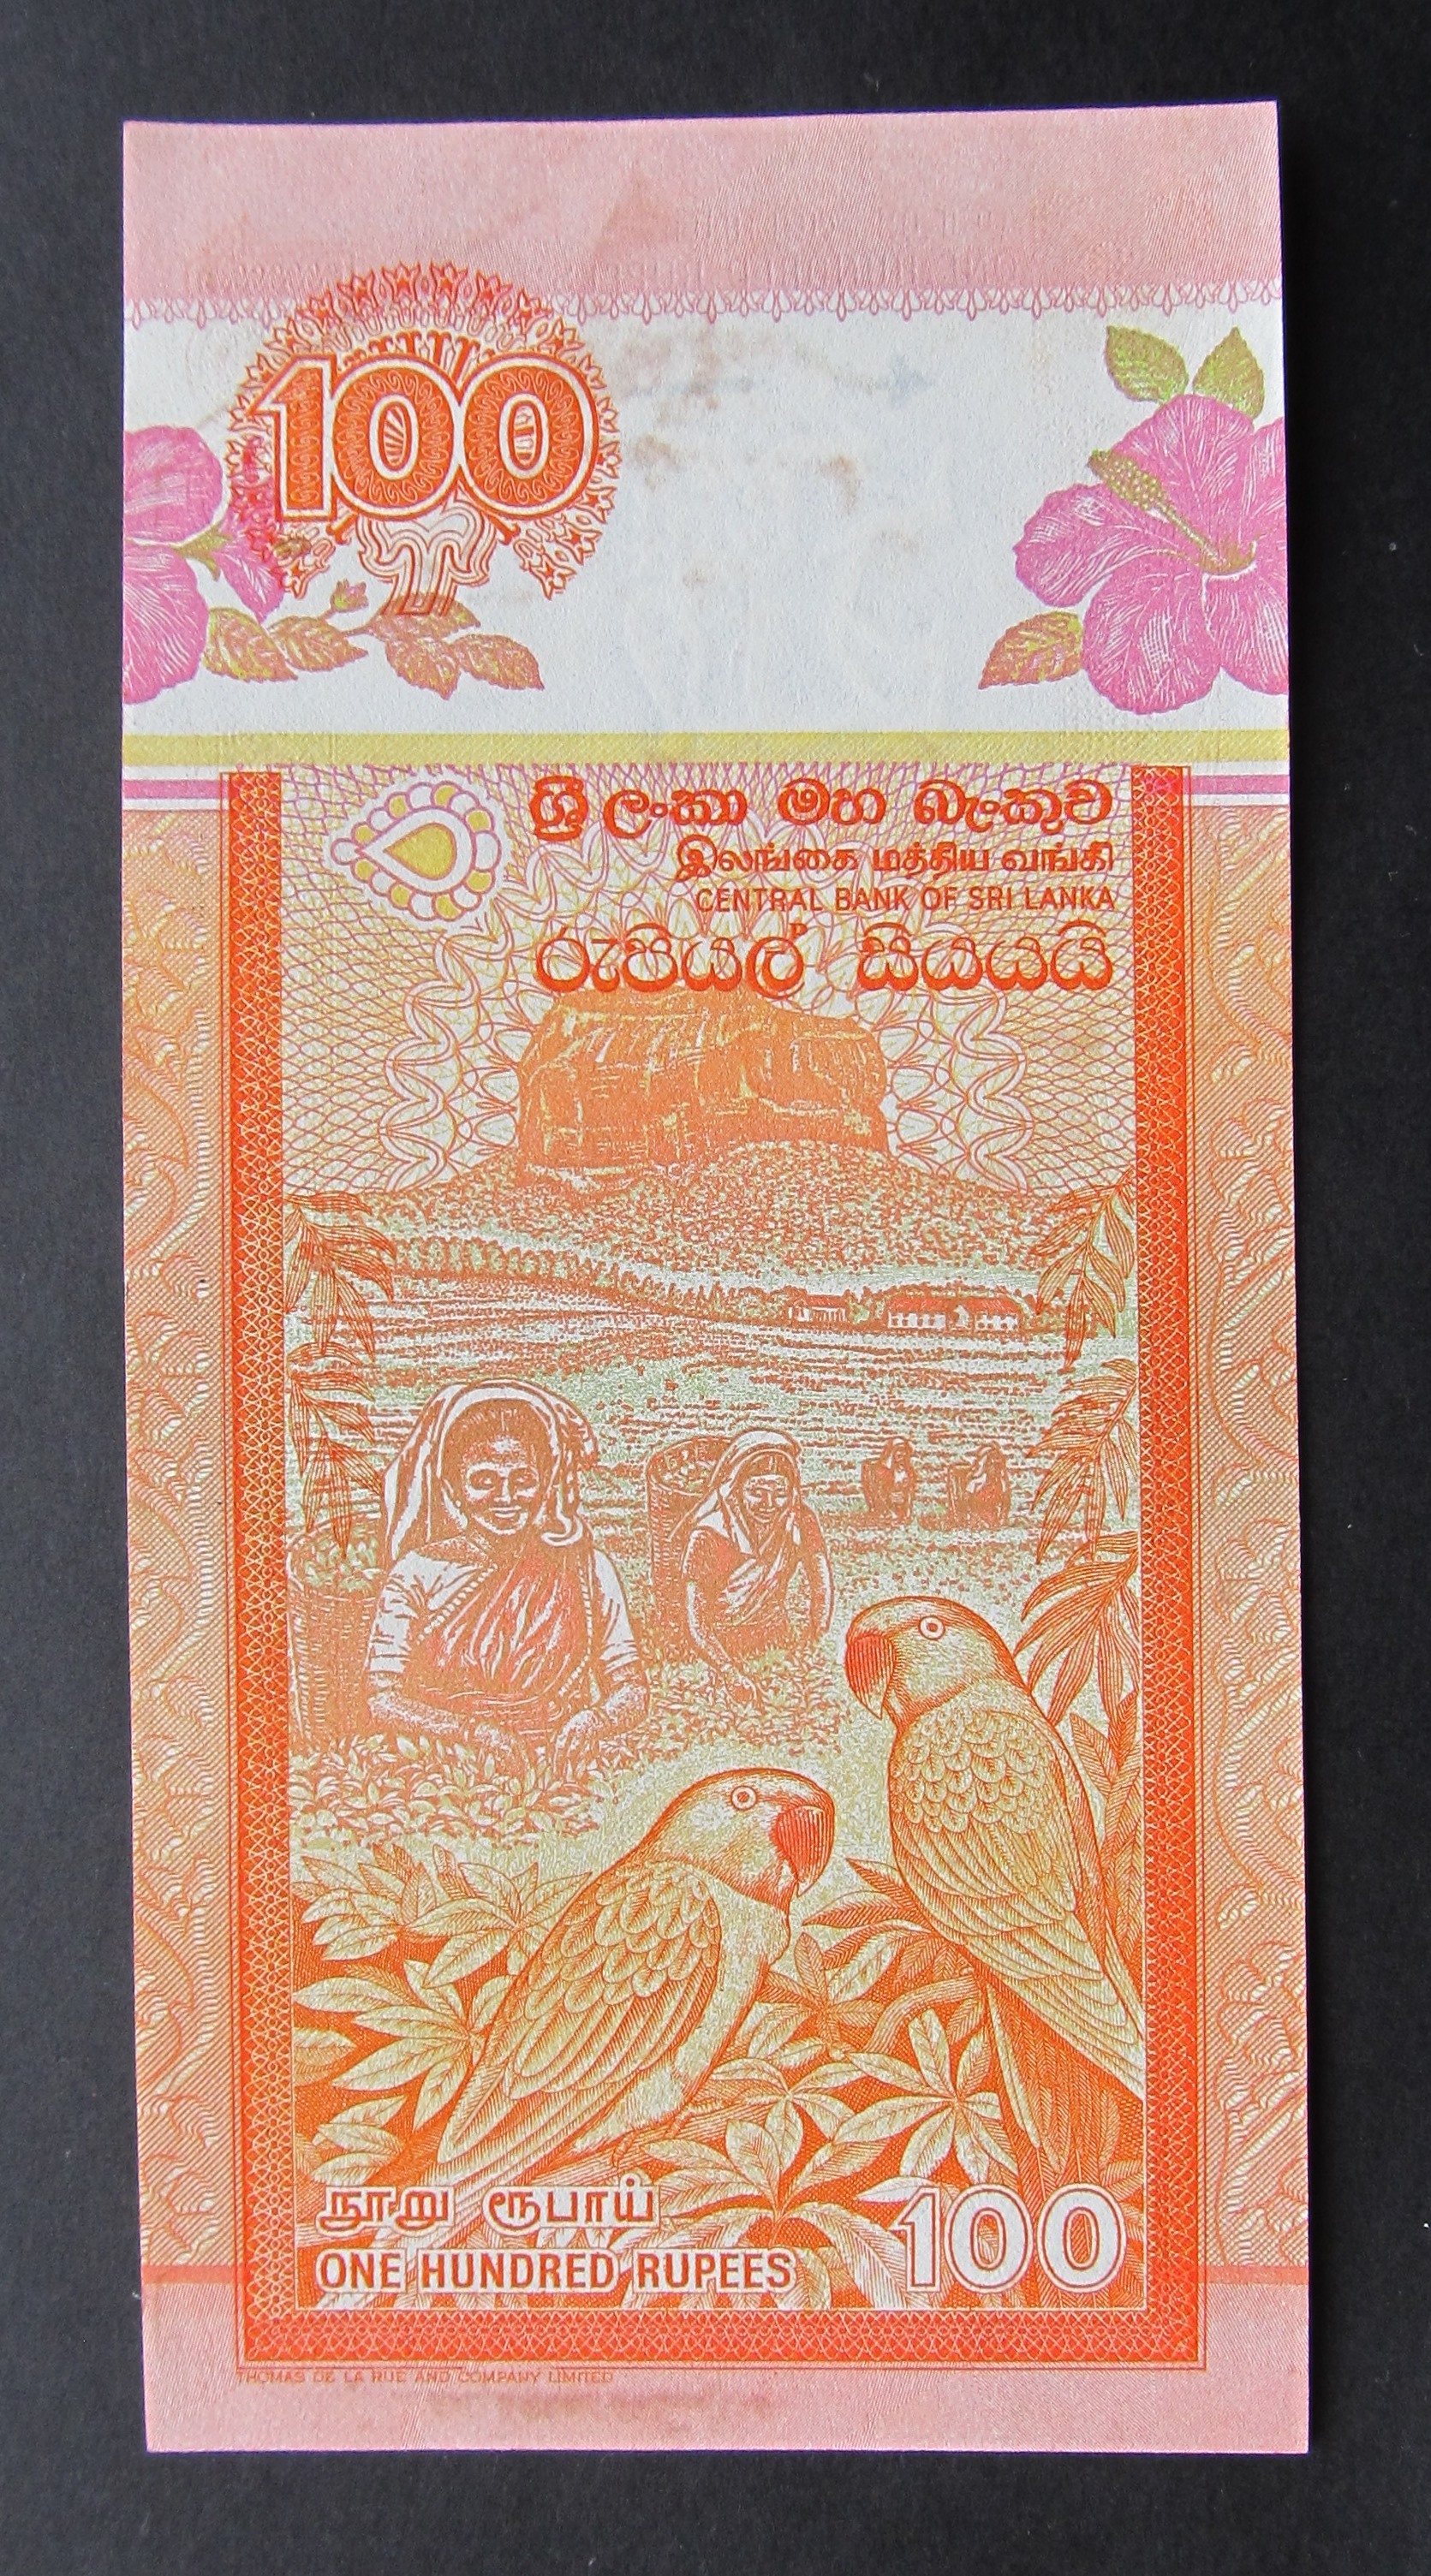 100
ශ්‍රී ලංකා මහ බැංකුව
இலங்கை மத்திய வங்கி
CENTRAL BANK OF SRI LANKA
රුපියල් සියයයි
நூறு ரூபாய்
ONE HUNDRED RUPEES
100
THOMAS DE LA RUE AND COMPANY LIMITED